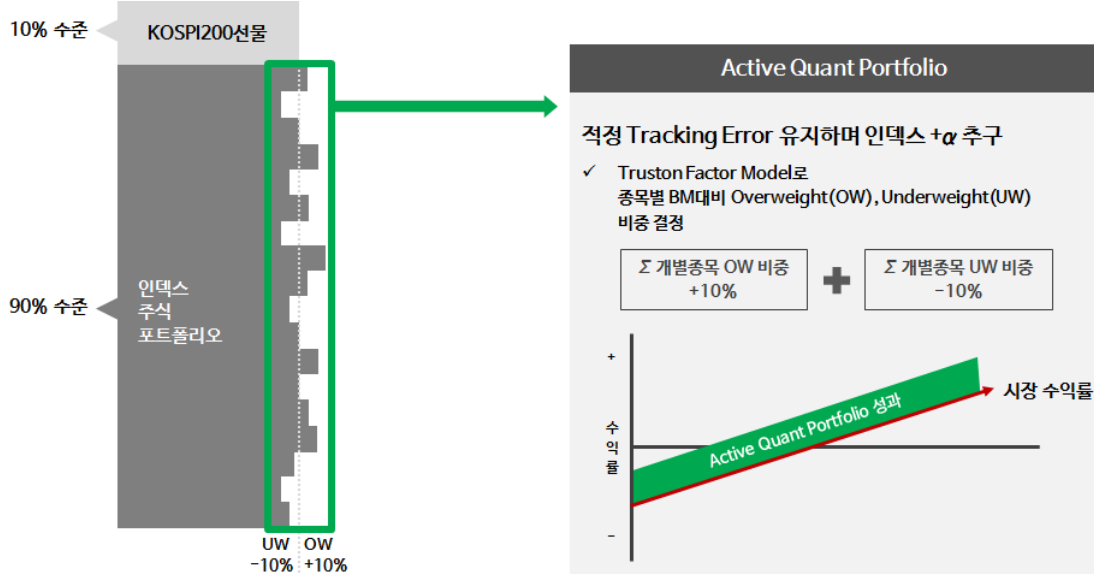 10% 수준
KOSPI200선물
90% 수준
인덱스
주식
포트폴리오
UW OW
-10% +10%
Active Quant Portfolio
적정 Tracking Error 유지하며 인덱스 +α 추구
✓ Truston Factor Model로
종목별 BM대비 Overweight(OW), Underweight(UW)
비중 결정
Σ 개별종목 OW 비중
+10%
+
Σ 개별종목 UW 비중
-10%
+
수익률
-
Active Quant Portfolio 성과
시장 수익률